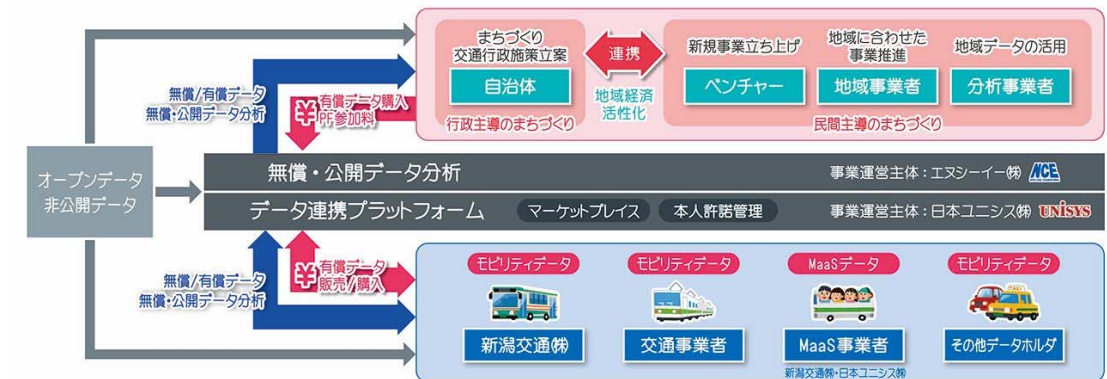 まちづくり
交通行政施策立案
自治体
行政主導のまちづくり
連携
地域経済
活性化
新規事業立ち上げ
ベンチャー
地域に合わせた
事業推進
地域事業者
地域データの活用
分析事業者
民間主導のまちづくり
無償/有償データ
無償・公開データ分析
¥
有償データ購入
PF参加料
オープンデータ
非公開データ
無償・公開データ分析
事業運営主体:エヌシーイー㈱ NCE
データ連携プラットフォーム マーケットプレイス 本人許諾管理 事業運営主体:日本ユニシス㈱ UNISYS
無償/有償データ
無償・公開データ分析
¥
有償データ
販売/購入
モビリティデータ
新潟交通㈱
モビリティデータ
交通事業者
MaaSデータ
MaaS事業者
新潟交通㈱・日本ユニシス㈱
モビリティデータ
TAXI
その他データホルダ